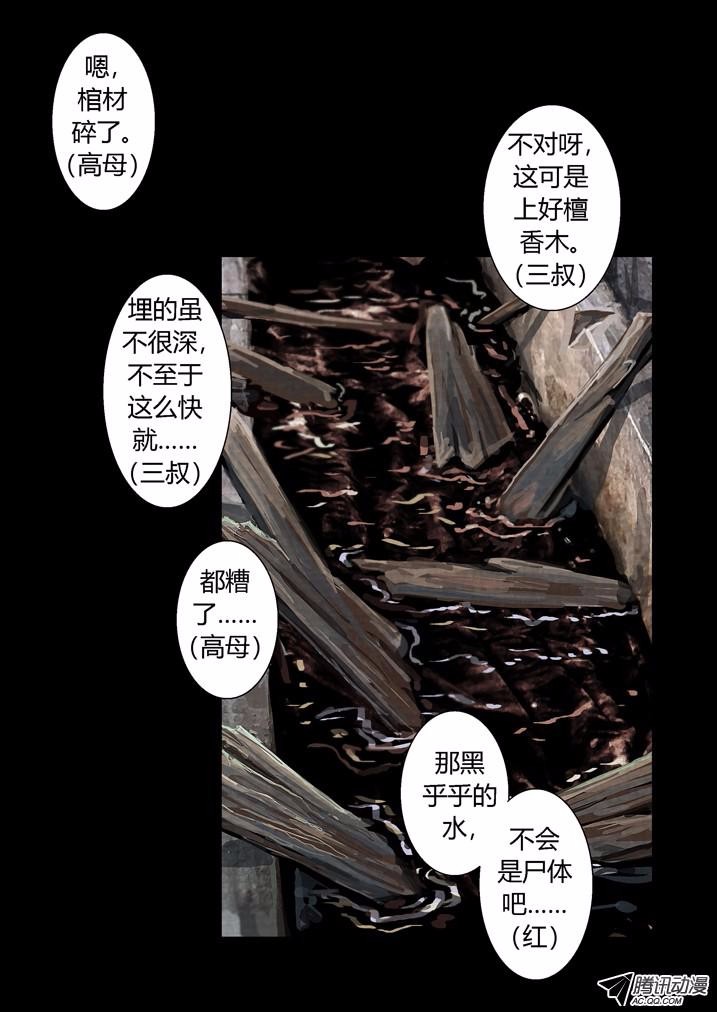 嗯，
棺材
碎了。
（高母）
不对呀，
这可是
上好檀
香木。
（三叔）
埋的虽
不很深，
不至于
这么快
就……
（三叔）
都糟
了……
（高母）
那黑
乎乎的
水，
不会
是尸体
吧……
（红）
腾讯动漫
AC.QQ.COM